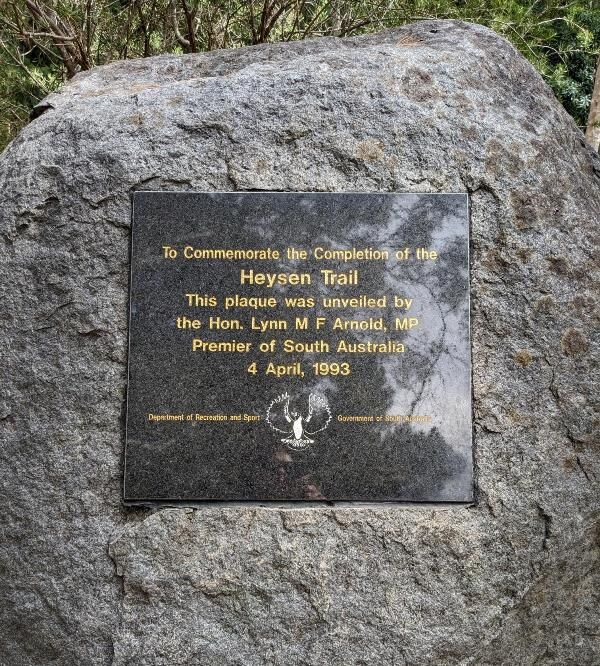 To Commemorate the Completion of the
Heysen Trail
This plaque was unveiled by
the Hon. Lynn M F Arnold, MP
Premier of South Australia
4 April, 1993
Department of Recreation and Sport Government of South Australia